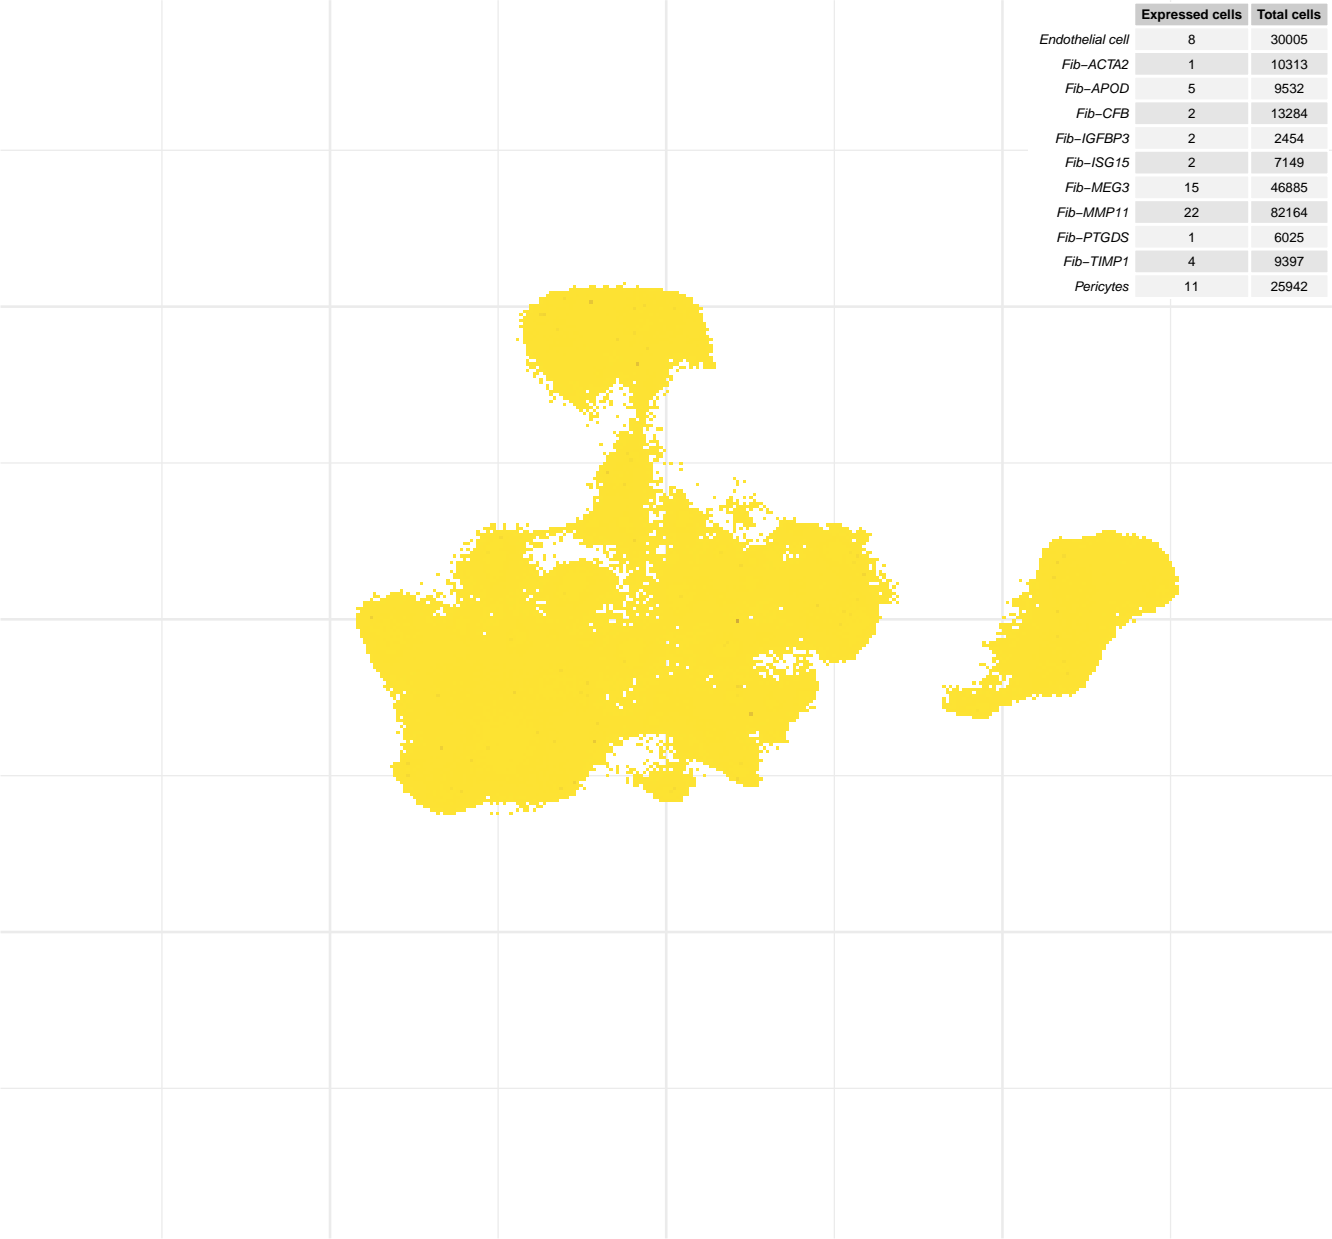 Expressed cells Total cells
Endothelial cell 8 30005
Fib−ACTA2 1 10313
Fib−APOD 5 9532
Fib−CFB 2 13284
Fib−IGFBP3 2 2454
Fib−ISG15 2 7149
Fib−MEG3 15 46885
Fib−MMP11 22 82164
Fib−PTGDS 1 6025
Fib−TIMP1 4 9397
Pericytes 11 25942